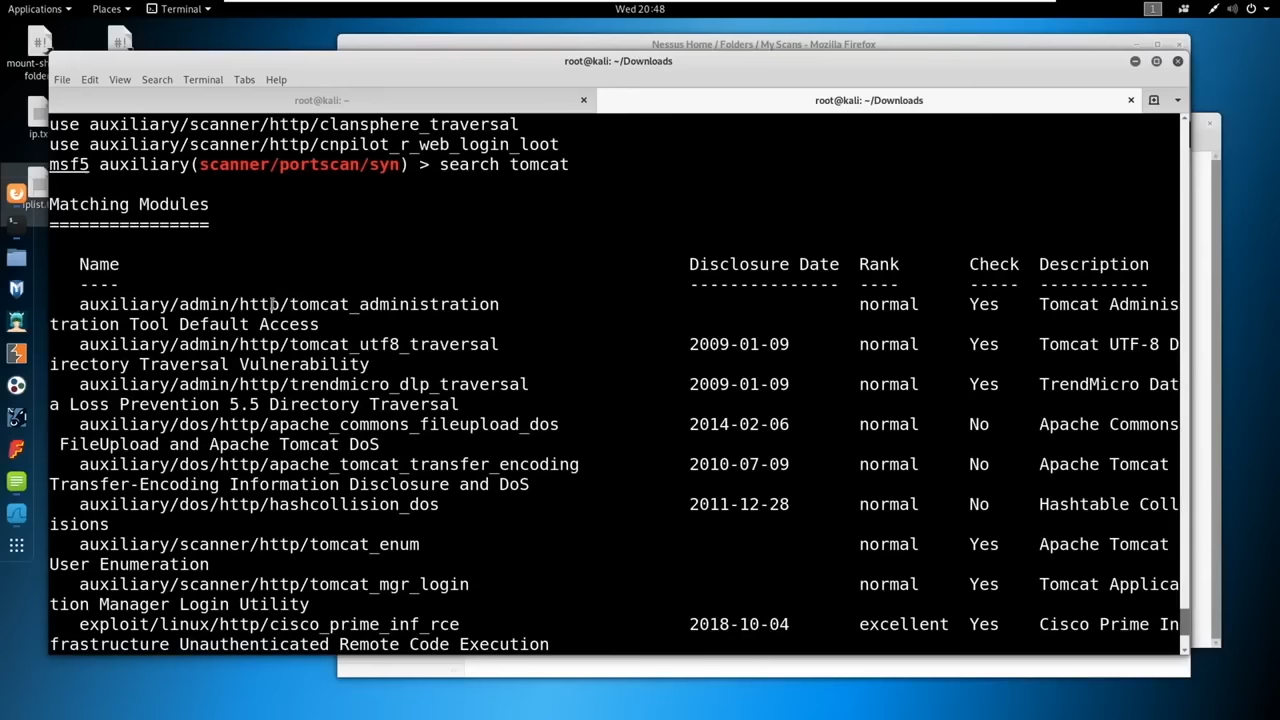 Applications
Places
Terminal
Wed 20:48
1
mount-sh
folder
ip.tx
iplist.
Nessus Home / Folders / My Scans - Mozilla Firefox
root@kali: ~/Downloads
File Edit View Search Terminal Tabs Help
root@kali: ~
root@kali: ~/Downloads
use auxiliary/scanner/http/clansphere_traversal
use auxiliary/scanner/http/cnpilot_r_web_login_loot
msf5 auxiliary(scanner/portscan/syn) > search tomcat
Matching Modules
================
Name Disclosure Date Rank Check Description
---- --------------- ---- ----- -----------
auxiliary/admin/http/tomcat_administration normal Yes Tomcat Adminis
tration Tool Default Access
auxiliary/admin/http/tomcat_utf8_traversal 2009-01-09 normal Yes Tomcat UTF-8 D
irectory Traversal Vulnerability
auxiliary/admin/http/trendmicro_dlp_traversal 2009-01-09 normal Yes TrendMicro Dat
a Loss Prevention 5.5 Directory Traversal
auxiliary/dos/http/apache_commons_fileupload_dos 2014-02-06 normal No Apache Commons
FileUpload and Apache Tomcat DoS
auxiliary/dos/http/apache_tomcat_transfer_encoding 2010-07-09 normal No Apache Tomcat
Transfer-Encoding Information Disclosure and DoS
auxiliary/dos/http/hashcollision_dos 2011-12-28 normal No Hashtable Coll
isions
auxiliary/scanner/http/tomcat_enum normal Yes Apache Tomcat
User Enumeration
auxiliary/scanner/http/tomcat_mgr_login normal Yes Tomcat Applica
tion Manager Login Utility
exploit/linux/http/cisco_prime_inf_rce 2018-10-04 excellent Yes Cisco Prime In
frastructure Unauthenticated Remote Code Execution